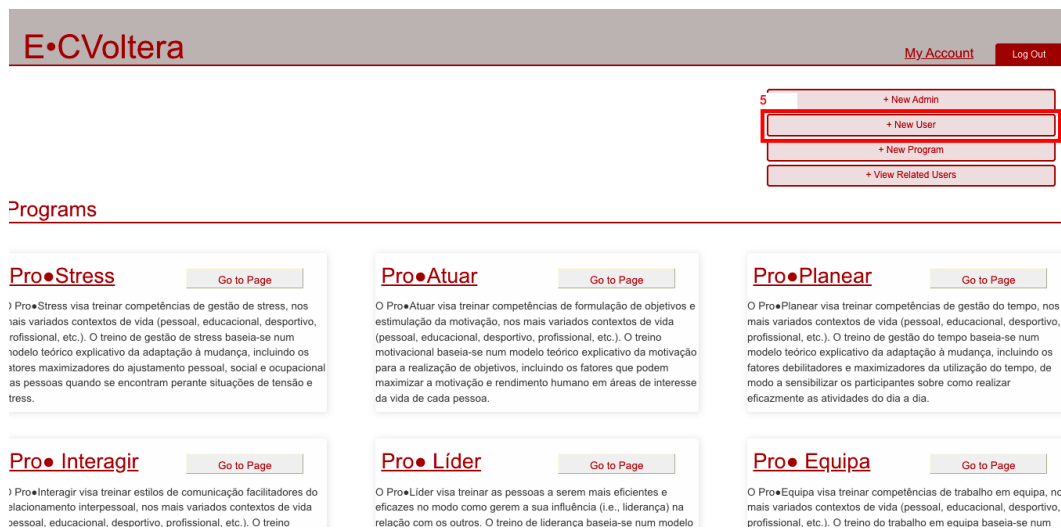 E•CVoltera
My Account
Log Out
5
+ New Admin
+ New User
+ New Program
+ View Related Users
Programs
Pro●Stress
Go to Page
O Pro●Stress visa treinar competências de gestão de stress, nos
mais variados contextos de vida (pessoal, educacional, desportivo,
profissional, etc.). O treino de gestão de stress baseia-se num
modelo teórico explicativo da adaptação à mudança, incluindo os
fatores maximizadores do ajustamento pessoal, social e ocupacional
das pessoas quando se encontram perante situações de tensão e
stress.
Pro●Atuar
Go to Page
O Pro●Atuar visa treinar competências de formulação de objetivos e
estimulação da motivação, nos mais variados contextos de vida
(pessoal, educacional, desportivo, profissional, etc.). O treino
motivacional baseia-se num modelo teórico explicativo da motivação
para a realização de objetivos, incluindo os fatores que podem
maximizar a motivação e rendimento humano em áreas de interesse
da vida de cada pessoa.
Pro●Planear
Go to Page
O Pro●Planear visa treinar competências de gestão do tempo, nos
mais variados contextos de vida (pessoal, educacional, desportivo,
profissional, etc.). O treino de gestão do tempo baseia-se num
modelo teórico explicativo da adaptação à mudança, incluindo os
fatores debilitadores e maximizadores da utilização do tempo, de
modo a sensibilizar os participantes sobre como realizar
eficazmente as atividades do dia a dia.
Pro● Interagir
Go to Page
O Pro●Interagir visa treinar estilos de comunicação facilitadores do
relacionamento interpessoal, nos mais variados contextos de vida
(pessoal, educacional, desportivo, profissional, etc.). O treino
Pro● Líder
Go to Page
O Pro●Líder visa treinar as pessoas a serem mais eficientes e
eficazes no modo como gerem a sua influência (i.e., liderança) na
relação com os outros. O treino de liderança baseia-se num modelo
Pro● Equipa
Go to Page
O Pro●Equipa visa treinar competências de trabalho em equipa, no
mais variados contextos de vida (pessoal, educacional, desportivo,
profissional, etc.). O treino do trabalho em equipa baseia-se num